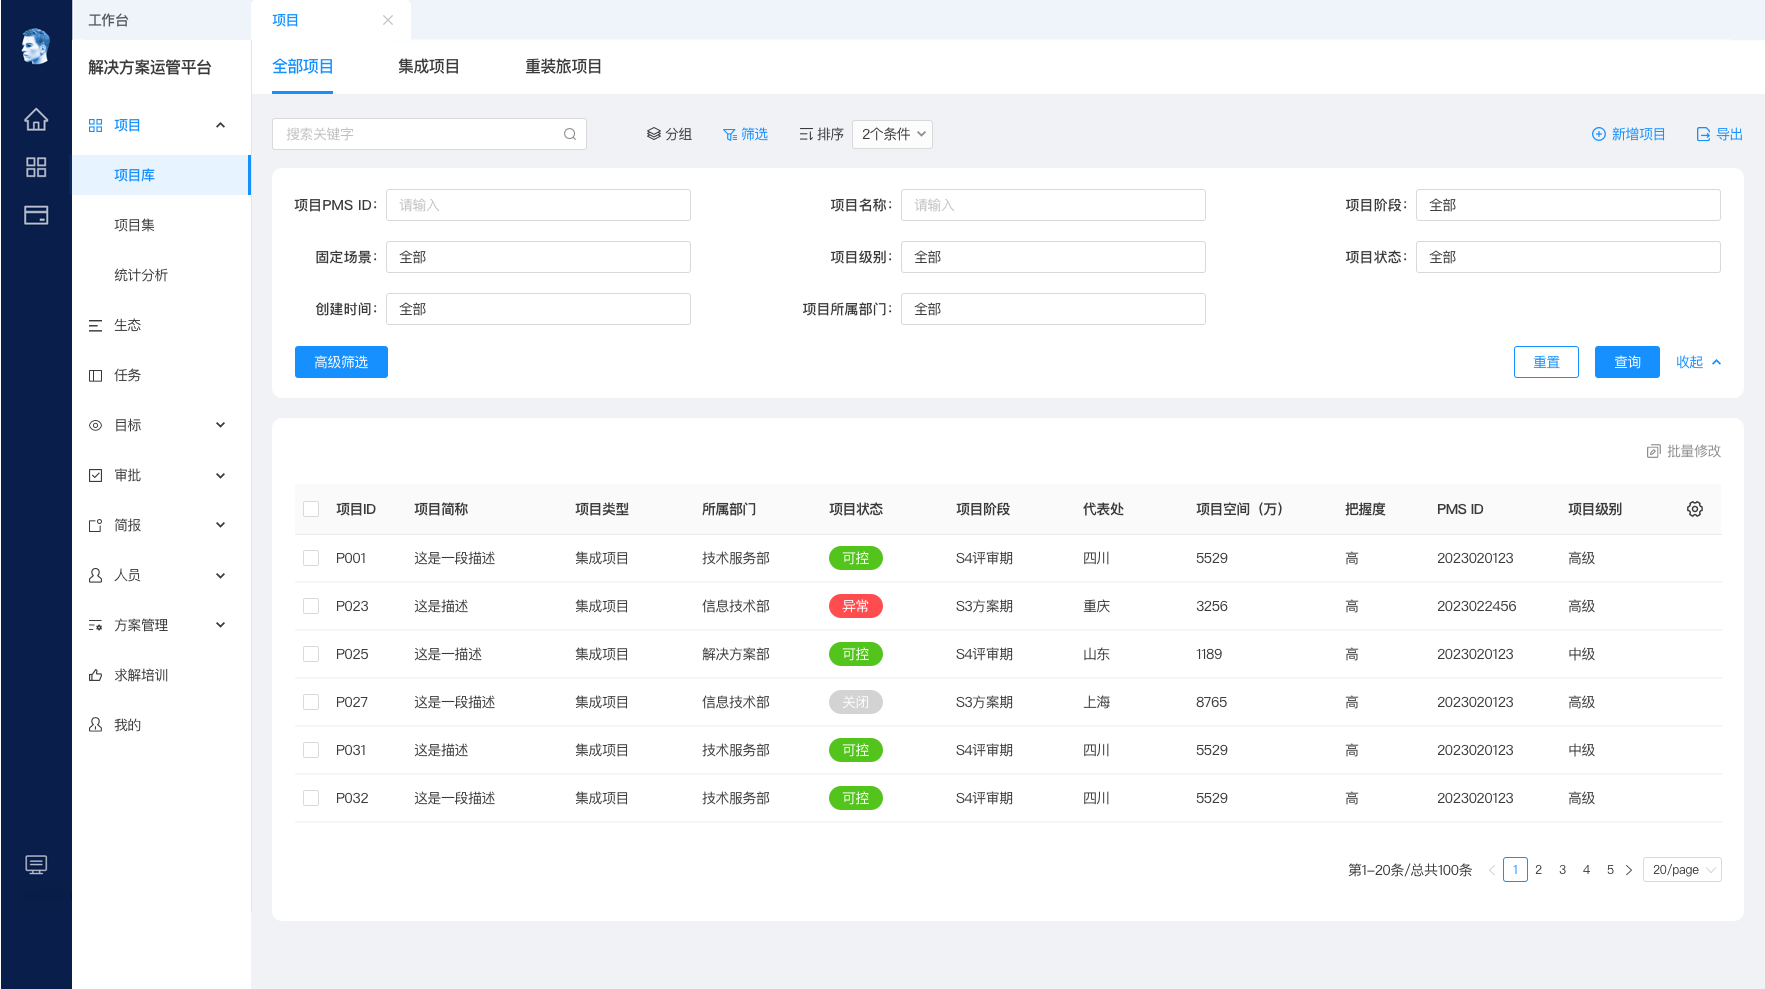 工作台
项目
解决方案运管平台
全部项目 集成项目 重装旅项目
项目
项目库
项目集
统计分析
生态
任务
目标
审批
简报
人员
方案管理
求解培训
我的
搜索关键字 分组 筛选 排序 2个条件 新增项目 导出
项目PMS ID: 请输入 项目名称: 请输入 项目阶段: 全部
固定场景: 全部 项目级别: 全部 项目状态: 全部
创建时间: 全部 项目所属部门: 全部
高级筛选 重置 查询 收起
批量修改
项目ID 项目简称 项目类型 所属部门 项目状态 项目阶段 代表处 项目空间（万） 把握度 PMS ID 项目级别
P001 这是一段描述 集成项目 技术服务部 可控 S4评审期 四川 5529 高 2023020123 高级
P023 这是描述 集成项目 信息技术部 异常 S3方案期 重庆 3256 高 2023022456 高级
P025 这是一描述 集成项目 解决方案部 可控 S4评审期 山东 1189 高 2023020123 中级
P027 这是一段描述 集成项目 信息技术部 关闭 S3方案期 上海 8765 高 2023020123 高级
P031 这是描述 集成项目 技术服务部 可控 S4评审期 四川 5529 高 2023020123 中级
P032 这是一段描述 集成项目 技术服务部 可控 S4评审期 四川 5529 高 2023020123 高级
第1-20条/总共100条 1 2 3 4 5 20/page